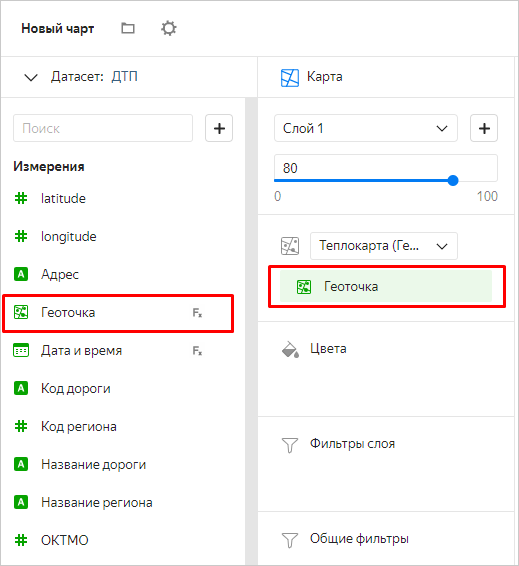 Новый чарт
Датасет: ДТП
Поиск
Измерения
latitude
longitude
Адрес
Геоточка
Дата и время
Код дороги
Код региона
Название дороги
Название региона
ОКТМО
Карта
Слой 1
80
0 100
Теплокарта (Ге...
Геоточка
Цвета
Фильтры слоя
Общие фильтры